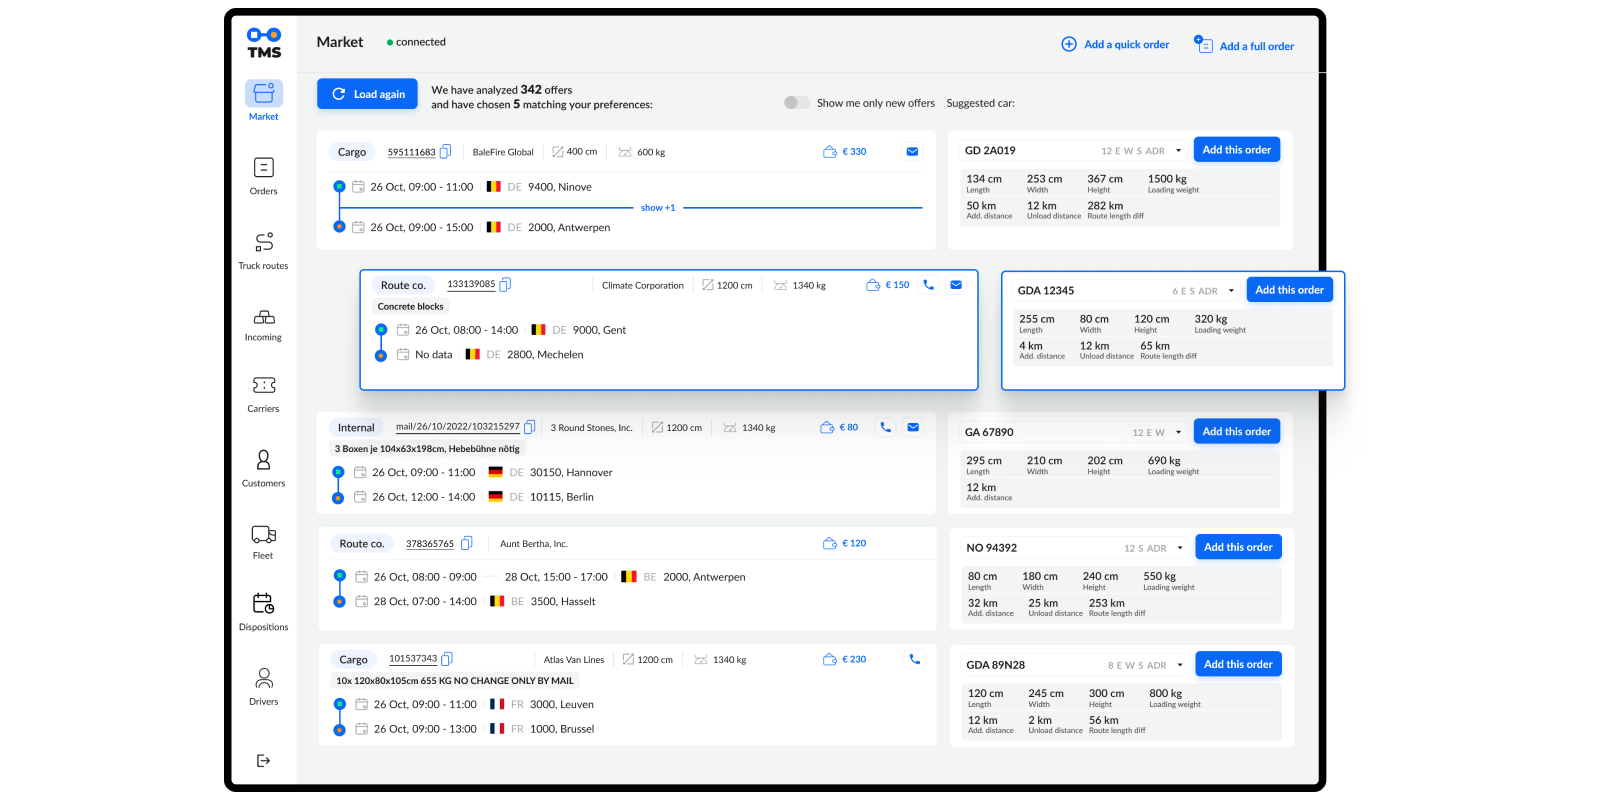 TMS
Market
connected
Add a quick order
Add a full order
Market
Orders
Truck routes
Incoming
Carriers
Customers
Fleet
Dispositions
Drivers
Load again
We have analyzed 342 offers
and have chosen 5 matching your preferences:
Show me only new offers
Suggested car:
Cargo 595111683 BaleFire Global 400 cm 600 kg € 330
26 Oct, 09:00 - 11:00 DE 9400, Ninove
show +1
26 Oct, 09:00 - 15:00 DE 2000, Antwerpen
GD 2A019 12 E W S ADR Add this order
134 cm 253 cm 367 cm 1500 kg
Length Width Height Loading weight
50 km 12 km 282 km
Add. distance Unload distance Route length diff
Route co. 133139085 Climate Corporation 1200 cm 1340 kg € 150
Concrete blocks
26 Oct, 08:00 - 14:00 DE 9000, Gent
No data DE 2800, Mechelen
GDA 12345 6 E S ADR Add this order
255 cm 80 cm 120 cm 320 kg
Length Width Height Loading weight
4 km 12 km 65 km
Add. distance Unload distance Route length diff
Internal mail/26/10/2022/103215297 3 Round Stones, Inc. 1200 cm 1340 kg € 80
3 Boxen je 104x63x198cm, Hebebühne nötig
26 Oct, 09:00 - 11:00 DE 30150, Hannover
26 Oct, 12:00 - 14:00 DE 10115, Berlin
GA 67890 12 E W Add this order
295 cm 210 cm 202 cm 690 kg
Length Width Height Loading weight
12 km
Add. distance
Route co. 378365765 Aunt Bertha, Inc. € 120
26 Oct, 08:00 - 09:00 28 Oct, 15:00 - 17:00 BE 2000, Antwerpen
28 Oct, 07:00 - 14:00 BE 3500, Hasselt
NO 94392 12 S ADR Add this order
80 cm 180 cm 240 cm 550 kg
Length Width Height Loading weight
32 km 25 km 253 km
Add. distance Unload distance Route length diff
Cargo 101537343 Atlas Van Lines 1200 cm 1340 kg € 230
10x 120x80x105cm 655 KG NO CHANGE ONLY BY MAIL
26 Oct, 09:00 - 11:00 FR 3000, Leuven
26 Oct, 09:00 - 13:00 FR 1000, Brussel
GDA 89N28 8 E W S ADR Add this order
120 cm 245 cm 300 cm 800 kg
Length Width Height Loading weight
12 km 2 km 56 km
Add. distance Unload distance Route length diff